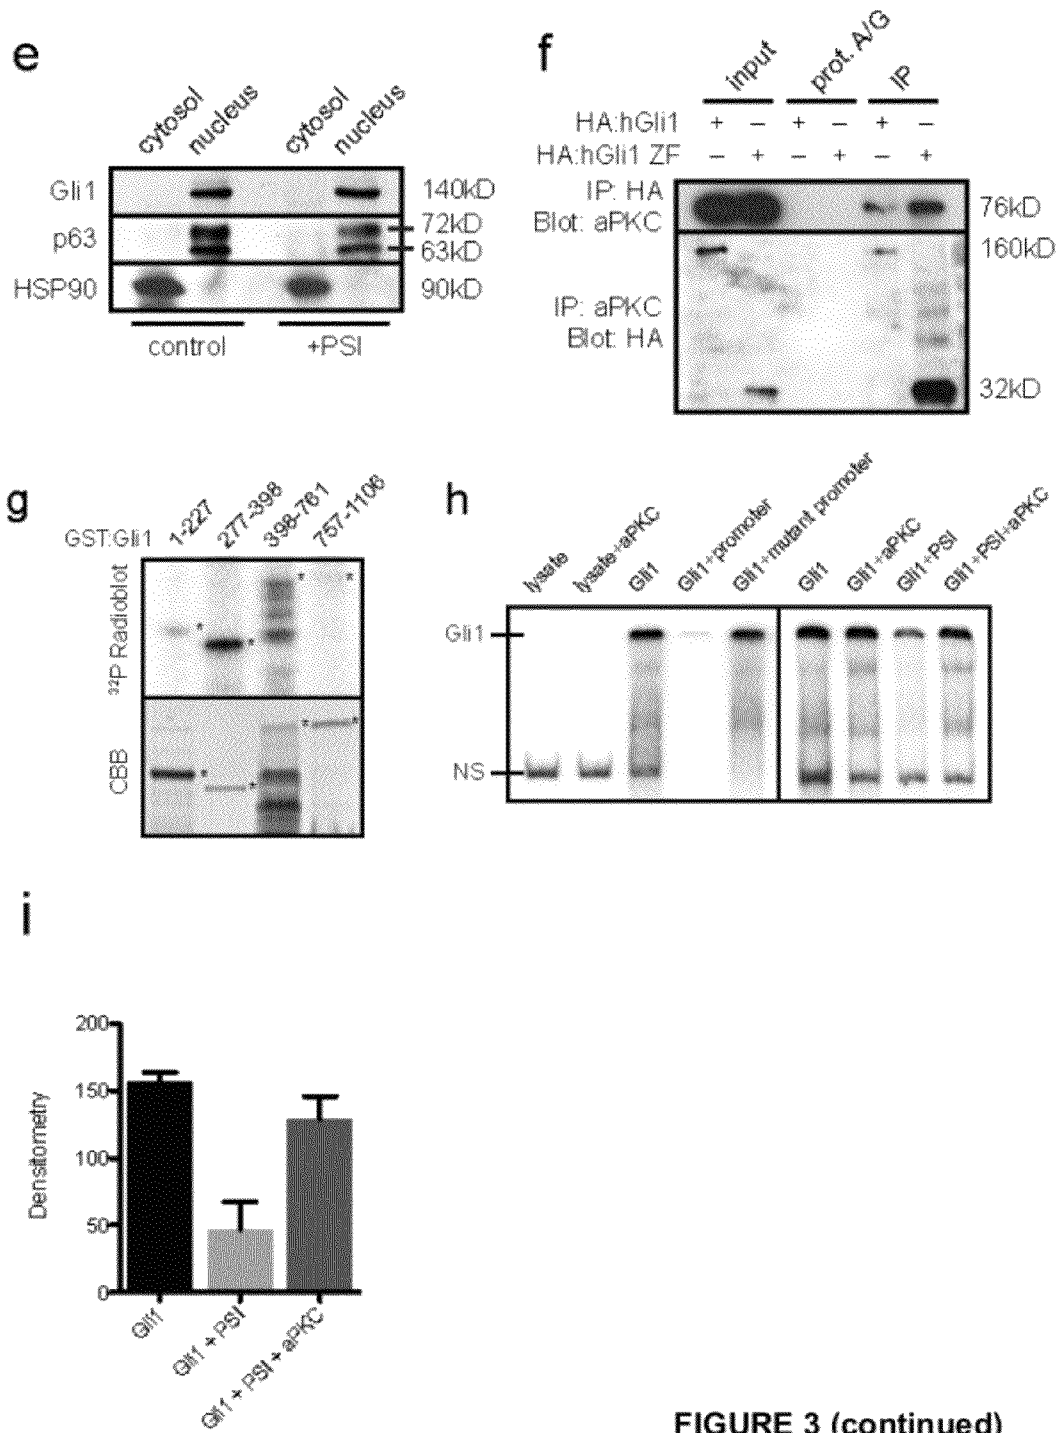 e
cytosol nucleus cytosol nucleus
Gli1 140kD
p63 72kD
63kD
HSP90 90kD
control +PSI
f
input prot. A/G IP
HA:hGli1 + – + – + –
HA:hGli1 ZF – + – + – +
IP: HA
Blot: aPKC
76kD
160kD
IP: aPKC
Blot: HA
32kD
g
GST:Gli1 1-227 277-398 398-761 757-1106
32P Radioblot
* * * *
CBB
* * * *
h
lysate lysate+aPKC Gli1 Gli1+promoter Gli1+mutant promoter Gli1 Gli1+aPKC Gli1+PSI Gli1+PSI+aPKC
Gli1
NS
i
200
150
100
50
0
Densitometry
Gli1 Gli1 + PSI Gli1 + PSI + aPKC
FIGURE 3 (continued)